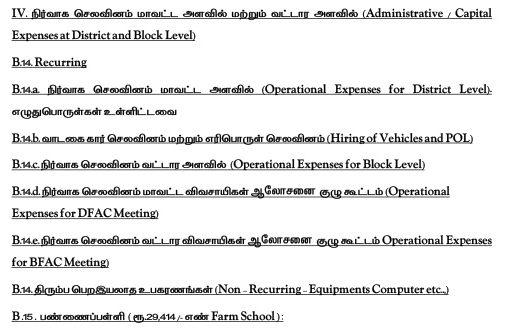 IV. நிர்வாக செலவினம் மாவட்ட அளவில் மற்றும் வட்டார அளவில் (Administrative / Capital
Expenses at District and Block Level)
B.14. Recurring
B.14.a. நிர்வாக செலவினம் மாவட்ட அளவில் (Operational Expenses for District Level)-
எழுதுபொருள்கள் உள்ளிட்டவை
B.14.b. வாடகை கார் செலவினம் மற்றும் எரிபொருள் செலவினம் (Hiring of Vehicles and POL)
B.14.c. நிர்வாக செலவினம் வட்டார அளவில் (Operational Expenses for Block Level)
B.14.d. நிர்வாக செலவினம் மாவட்ட விவசாயிகள் ஆலோசனை குழு கூட்டம் (Operational
Expenses for DFAC Meeting)
B.14.e. நிர்வாக செலவினம் வட்டார விவசாயிகள் ஆலோசனை குழு கூட்டம் Operational Expenses
for BFAC Meeting)
B.14. திரும்ப பெறஇயலாத உபகரணங்கள் (Non – Recurring – Equipments Computer etc..,)
B .15 . பண்ணைப்பள்ளி ( ரூ.29,414 /- எண் Farm School ) :